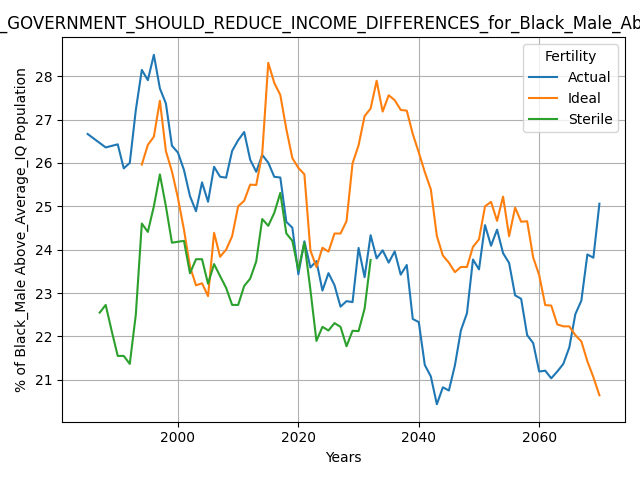 _GOVERNMENT_SHOULD_REDUCE_INCOME_DIFFERENCES_for_Black_Male_Ab
Fertility
Actual
Ideal
Sterile
% of Black_Male Above_Average_IQ Population
28
27
26
25
24
23
22
21
2000 2020 2040 2060
Years